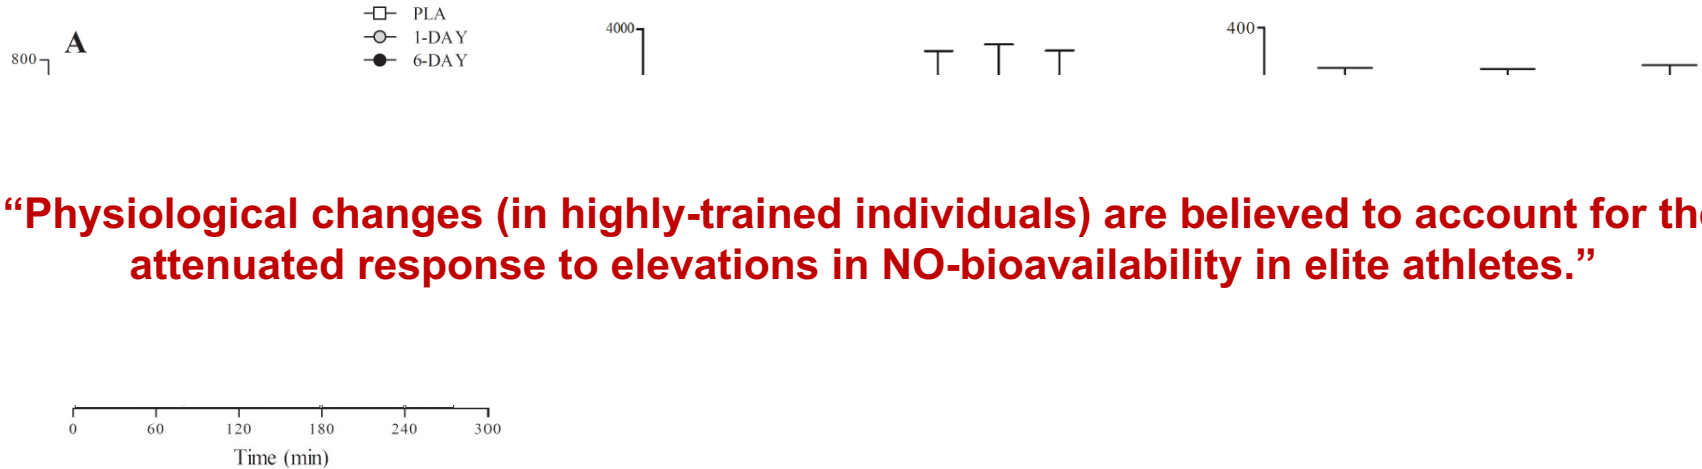 A
PLA
1-DAY
6-DAY
800
4000
400
“Physiological changes (in highly-trained individuals) are believed to account for the
attenuated response to elevations in NO-bioavailability in elite athletes.”
0 60 120 180 240 300
Time (min)